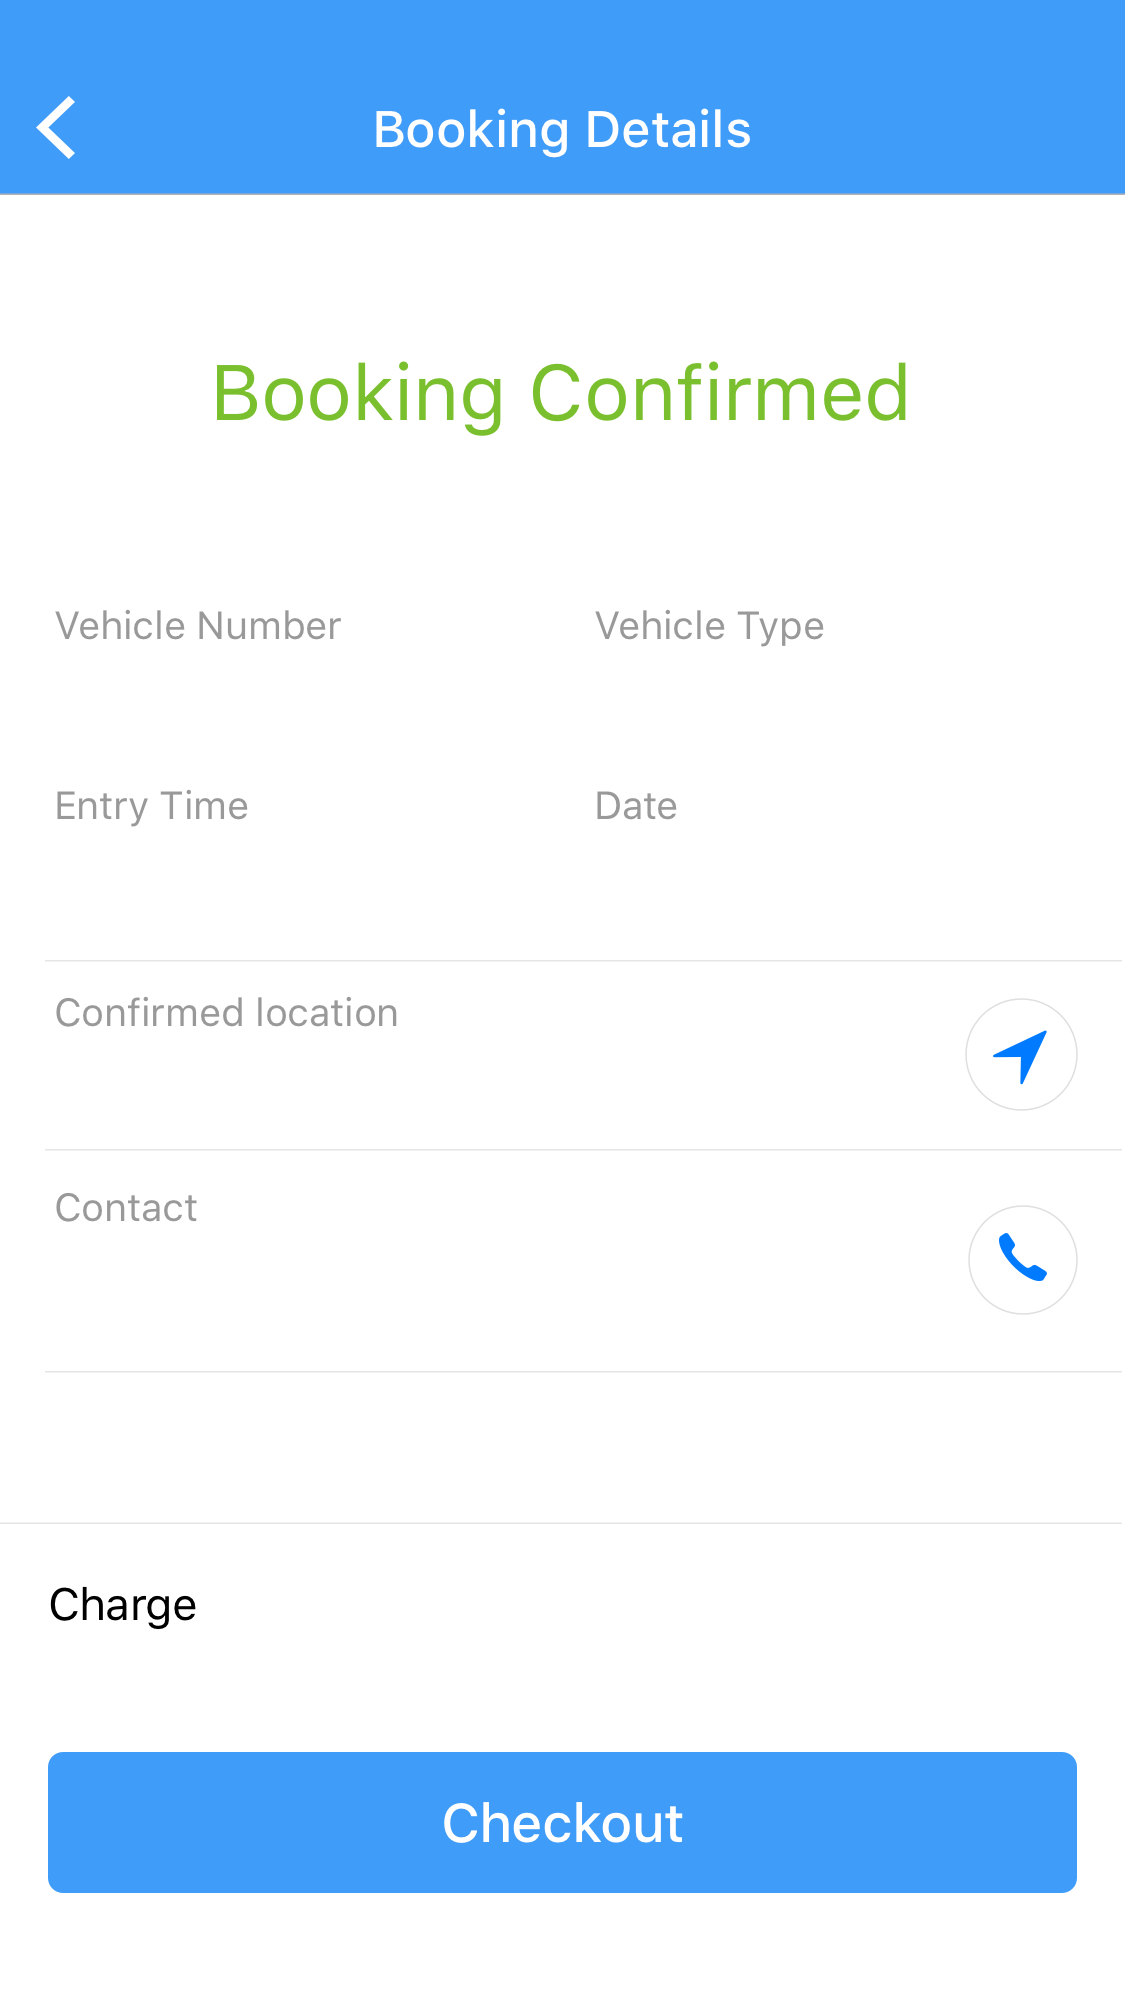 Booking Details
Booking Confirmed
Vehicle Number
Vehicle Type
Entry Time
Date
Confirmed location
Contact
Charge
Checkout